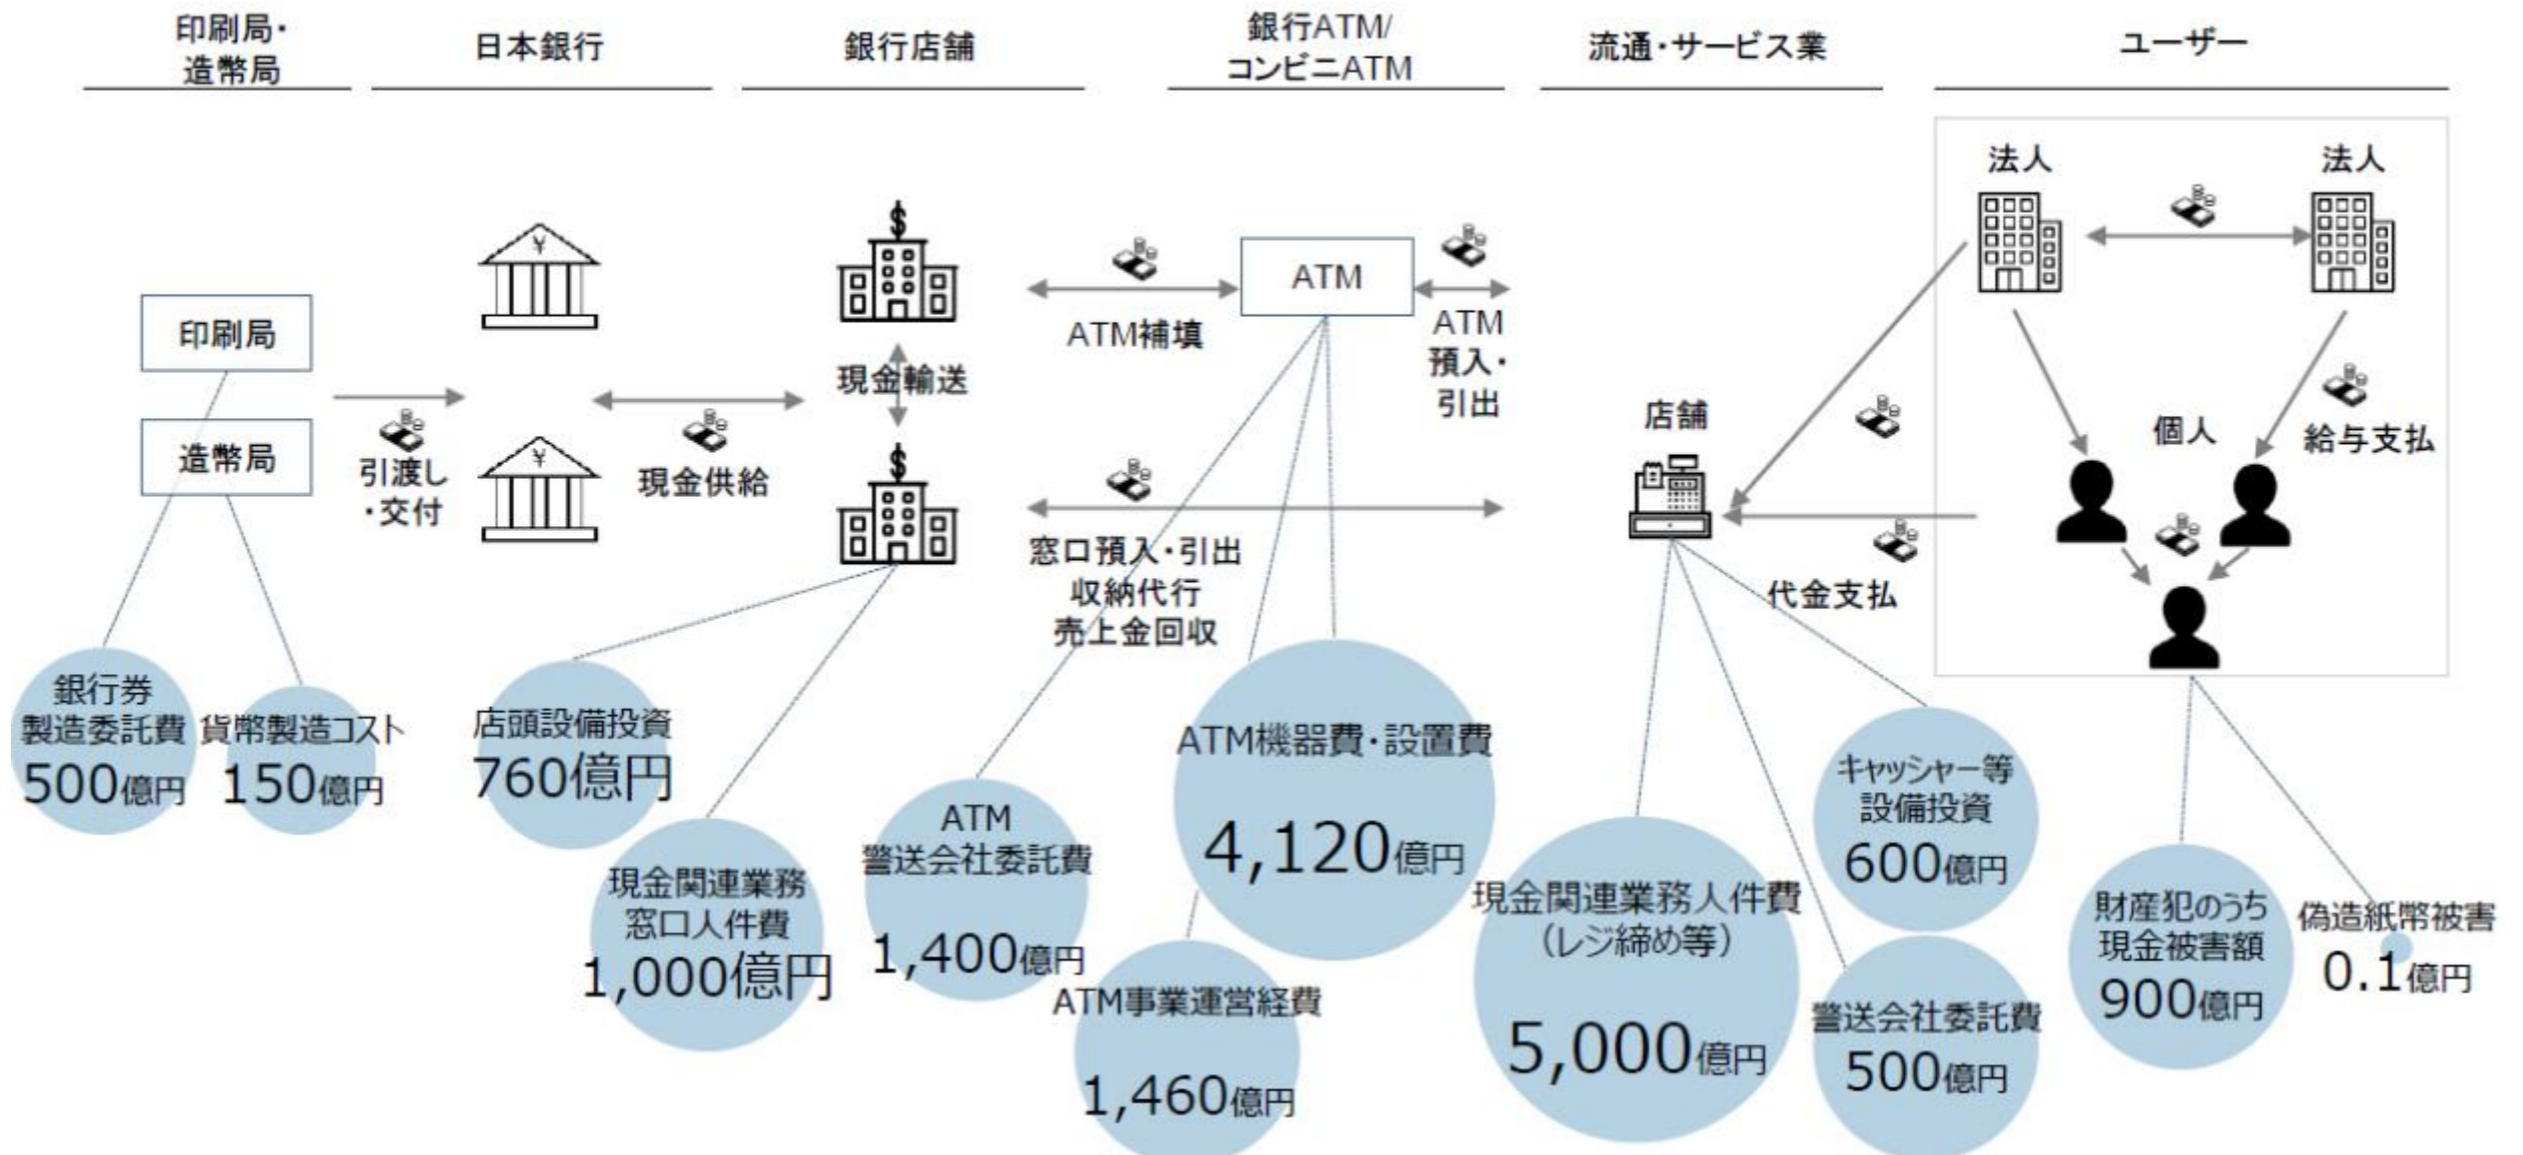 印刷局・
造幣局
日本銀行
銀行店舗
銀行ATM/
コンビニATM
流通・サービス業
ユーザー
印刷局
造幣局
引渡し
・交付
¥
¥
現金供給
$
現金輸送
$
ATM補填
ATM
ATM
預入・
引出
窓口預入・引出
収納代行
売上金回収
店舗
代金支払
法人
法人
個人
給与支払
銀行券
製造委託費
500億円
貨幣製造コスト
150億円
店頭設備投資
760億円
現金関連業務
窓口人件費
1,000億円
ATM
警送会社委託費
1,400億円
ATM機器費・設置費
4,120億円
ATM事業運営経費
1,460億円
現金関連業務人件費
（レジ締め等）
5,000億円
キャッシャー等
設備投資
600億円
警送会社委託費
500億円
財産犯のうち
現金被害額
900億円
偽造紙幣被害
0.1億円